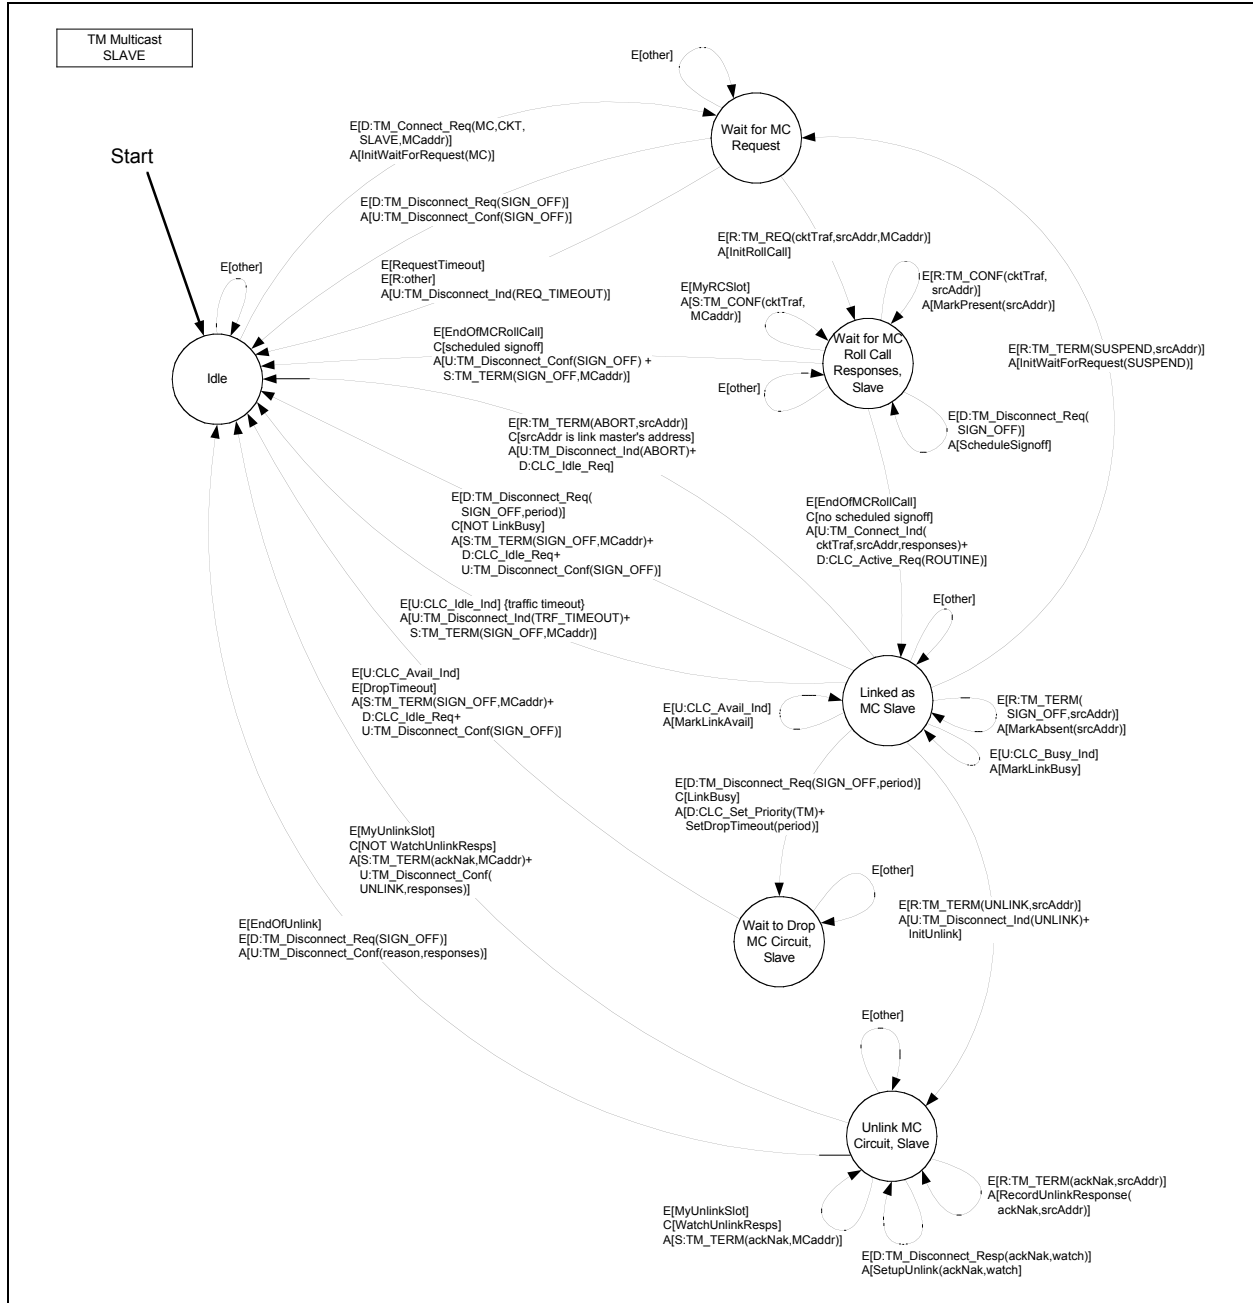 TM Multicast
SLAVE
Start
E[other]
Wait for MC
Request
E[D:TM_Connect_Req(MC,CKT,
SLAVE,MCaddr)]
A[InitWaitForRequest(MC)]
E[D:TM_Disconnect_Req(SIGN_OFF)]
A[U:TM_Disconnect_Conf(SIGN_OFF)]
E[RequestTimeout]
E[R:other]
A[U:TM_Disconnect_Ind(REQ_TIMEOUT)]
E[other]
Idle
E[R:TM_REQ(cktTraf,srcAddr,MCaddr)]
A[InitRollCall]
E[MyRCSlot]
A[S:TM_CONF(cktTraf,
MCaddr)]
E[R:TM_CONF(cktTraf,
srcAddr)]
A[MarkPresent(srcAddr)]
Wait for MC
Roll Call
Responses,
Slave
E[other]
E[R:TM_TERM(SUSPEND,srcAddr)]
A[InitWaitForRequest(SUSPEND)]
E[D:TM_Disconnect_Req(
SIGN_OFF)]
A[ScheduleSignoff]
E[EndOfMCRollCall]
C[scheduled signoff]
A[U:TM_Disconnect_Conf(SIGN_OFF) +
S:TM_TERM(SIGN_OFF,MCaddr)]
E[R:TM_TERM(ABORT,srcAddr)]
C[srcAddr is link master's address]
A[U:TM_Disconnect_Ind(ABORT)+
D:CLC_Idle_Req]
E[D:TM_Disconnect_Req(
SIGN_OFF,period)]
C[NOT LinkBusy]
A[S:TM_TERM(SIGN_OFF,MCaddr)+
D:CLC_Idle_Req+
U:TM_Disconnect_Conf(SIGN_OFF)]
E[EndOfMCRollCall]
C[no scheduled signoff]
A[U:TM_Connect_Ind(
cktTraf,srcAddr,responses)+
D:CLC_Active_Req(ROUTINE)]
E[other]
E[U:CLC_Idle_Ind] {traffic timeout}
A[U:TM_Disconnect_Ind(TRF_TIMEOUT)+
S:TM_TERM(SIGN_OFF,MCaddr)]
Linked as
MC Slave
E[U:CLC_Avail_Ind]
A[MarkLinkAvail]
E[R:TM_TERM(
SIGN_OFF,srcAddr)]
A[MarkAbsent(srcAddr)]
E[U:CLC_Busy_Ind]
A[MarkLinkBusy]
E[U:CLC_Avail_Ind]
E[DropTimeout]
A[S:TM_TERM(SIGN_OFF,MCaddr)+
D:CLC_Idle_Req+
U:TM_Disconnect_Conf(SIGN_OFF)]
E[D:TM_Disconnect_Req(SIGN_OFF,period)]
C[LinkBusy]
A[D:CLC_Set_Priority(TM)+
SetDropTimeout(period)]
E[MyUnlinkSlot]
C[NOT WatchUnlinkResps]
A[S:TM_TERM(ackNak,MCaddr)+
U:TM_Disconnect_Conf(
UNLINK,responses)]
E[other]
Wait to Drop
MC Circuit,
Slave
E[R:TM_TERM(UNLINK,srcAddr)]
A[U:TM_Disconnect_Ind(UNLINK)+
InitUnlink]
E[EndOfUnlink]
E[D:TM_Disconnect_Req(SIGN_OFF)]
A[U:TM_Disconnect_Conf(reason,responses)]
E[other]
Unlink MC
Circuit, Slave
E[MyUnlinkSlot]
C[WatchUnlinkResps]
A[S:TM_TERM(ackNak,MCaddr)]
E[R:TM_TERM(ackNak,srcAddr)]
A[RecordUnlinkResponse(
ackNak,srcAddr)]
E[D:TM_Disconnect_Resp(ackNak,watch)]
A[SetupUnlink(ackNak,watch]